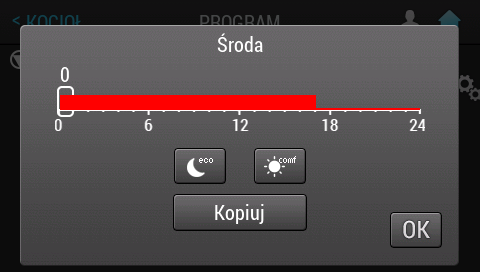 < KOCIOŁ PROGRAM
Środa
0
0 6 12 18 24
eco comf
Kopiuj
OK